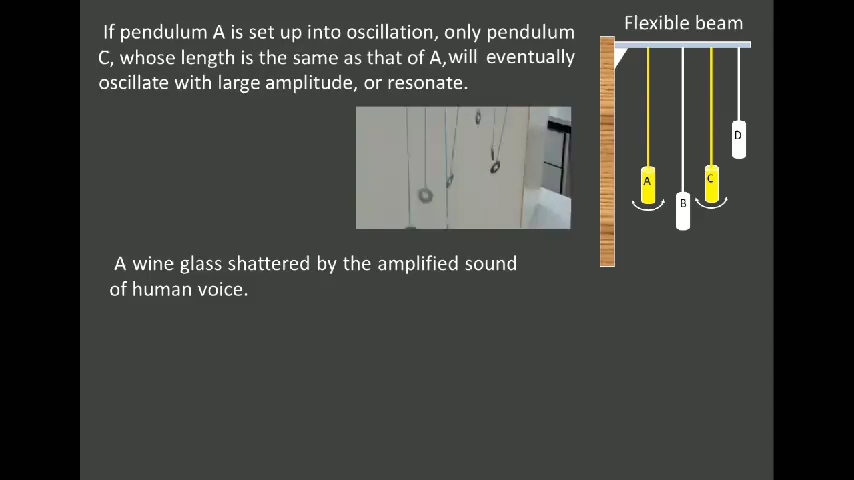 If pendulum A is set up into oscillation, only pendulum
C, whose length is the same as that of A, will eventually
oscillate with large amplitude, or resonate.
Flexible beam
D
A
C
B
A wine glass shattered by the amplified sound
of human voice.